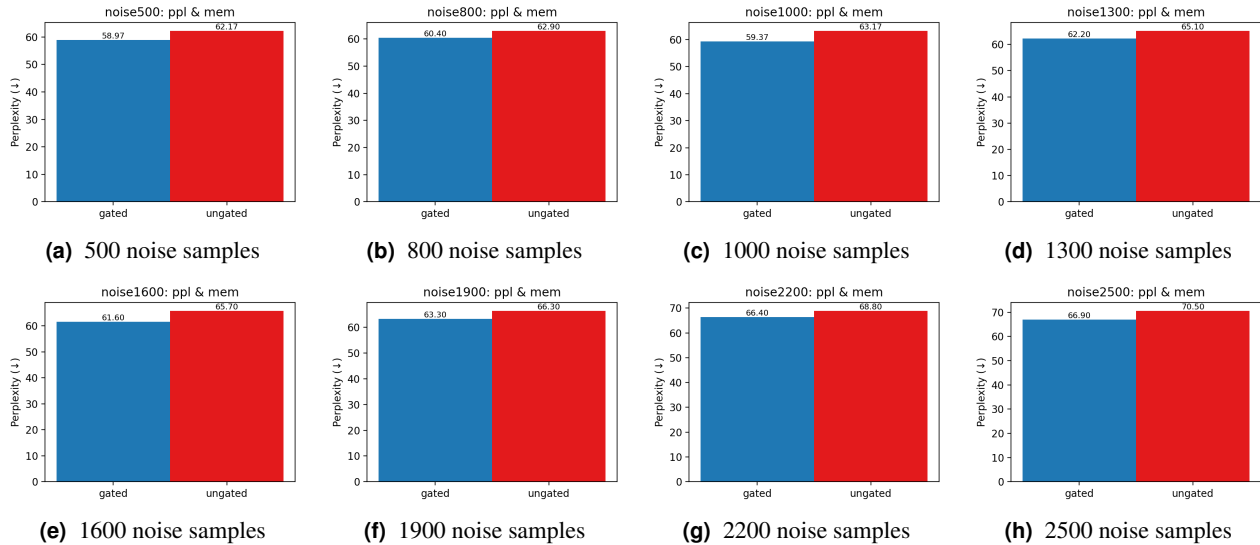 noise500: ppl & mem
Perplexity (↓)
60
50
40
30
20
10
0
58.97
62.17
gated
ungated
(a) 500 noise samples
noise800: ppl & mem
Perplexity (↓)
60
50
40
30
20
10
0
60.40
62.90
gated
ungated
(b) 800 noise samples
noise1000: ppl & mem
Perplexity (↓)
60
50
40
30
20
10
0
59.37
63.17
gated
ungated
(c) 1000 noise samples
noise1300: ppl & mem
Perplexity (↓)
60
50
40
30
20
10
0
62.20
65.10
gated
ungated
(d) 1300 noise samples
noise1600: ppl & mem
Perplexity (↓)
60
50
40
30
20
10
0
61.60
65.70
gated
ungated
(e) 1600 noise samples
noise1900: ppl & mem
Perplexity (↓)
60
50
40
30
20
10
0
63.30
66.30
gated
ungated
(f) 1900 noise samples
noise2200: ppl & mem
Perplexity (↓)
70
60
50
40
30
20
10
0
66.40
68.80
gated
ungated
(g) 2200 noise samples
noise2500: ppl & mem
Perplexity (↓)
70
60
50
40
30
20
10
0
66.90
70.50
gated
ungated
(h) 2500 noise samples